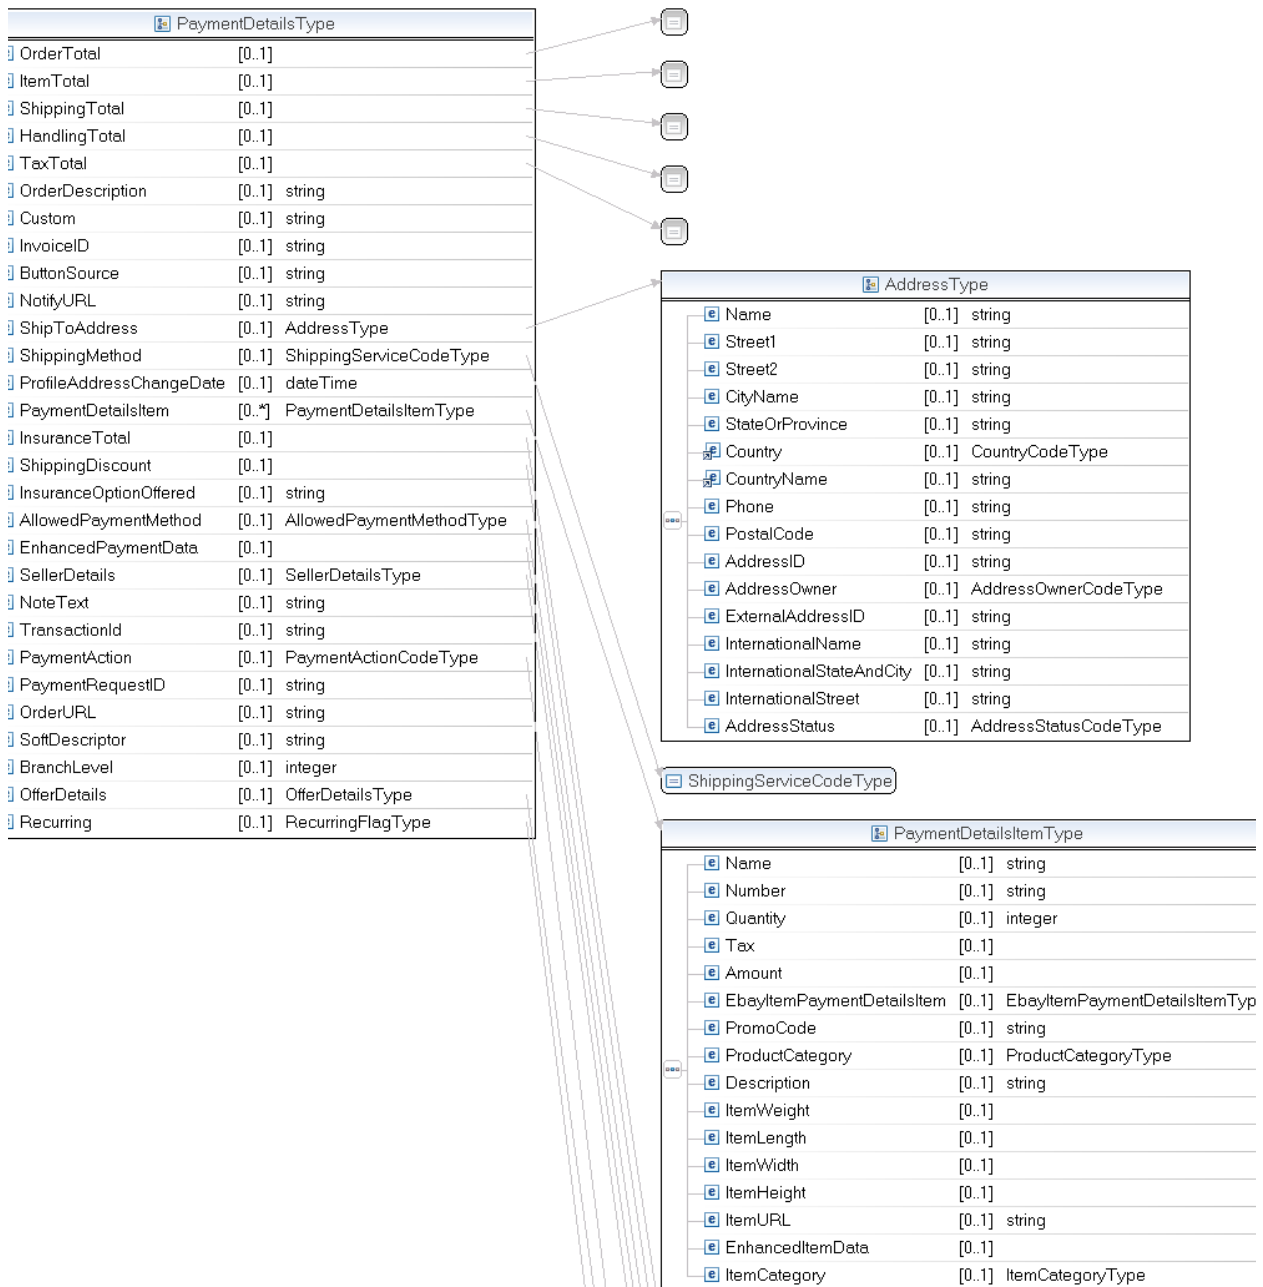 PaymentDetailsType
OrderTotal [0..1]
ItemTotal [0..1]
ShippingTotal [0..1]
HandlingTotal [0..1]
TaxTotal [0..1]
OrderDescription [0..1] string
Custom [0..1] string
InvoiceID [0..1] string
ButtonSource [0..1] string
NotifyURL [0..1] string
ShipToAddress [0..1] AddressType
ShippingMethod [0..1] ShippingServiceCodeType
ProfileAddressChangeDate [0..1] dateTime
PaymentDetailsItem [0..*] PaymentDetailsItemType
InsuranceTotal [0..1]
ShippingDiscount [0..1]
InsuranceOptionOffered [0..1] string
AllowedPaymentMethod [0..1] AllowedPaymentMethodType
EnhancedPaymentData [0..1]
SellerDetails [0..1] SellerDetailsType
NoteText [0..1] string
TransactionId [0..1] string
PaymentAction [0..1] PaymentActionCodeType
PaymentRequestID [0..1] string
OrderURL [0..1] string
SoftDescriptor [0..1] string
BranchLevel [0..1] integer
OfferDetails [0..1] OfferDetailsType
Recurring [0..1] RecurringFlagType
AddressType
e Name [0..1] string
e Street1 [0..1] string
e Street2 [0..1] string
e CityName [0..1] string
e StateOrProvince [0..1] string
e Country [0..1] CountryCodeType
e CountryName [0..1] string
e Phone [0..1] string
e PostalCode [0..1] string
e AddressID [0..1] string
e AddressOwner [0..1] AddressOwnerCodeType
e ExternalAddressID [0..1] string
e InternationalName [0..1] string
e InternationalStateAndCity [0..1] string
e InternationalStreet [0..1] string
e AddressStatus [0..1] AddressStatusCodeType
ShippingServiceCodeType
PaymentDetailsItemType
e Name [0..1] string
e Number [0..1] string
e Quantity [0..1] integer
e Tax [0..1]
e Amount [0..1]
e EbayItemPaymentDetailsItem [0..1] EbayItemPaymentDetailsItemTyp
e PromoCode [0..1] string
e ProductCategory [0..1] ProductCategoryType
e Description [0..1] string
e ItemWeight [0..1]
e ItemLength [0..1]
e ItemWidth [0..1]
e ItemHeight [0..1]
e ItemURL [0..1] string
e EnhancedItemData [0..1]
e ItemCategory [0..1] ItemCategoryType